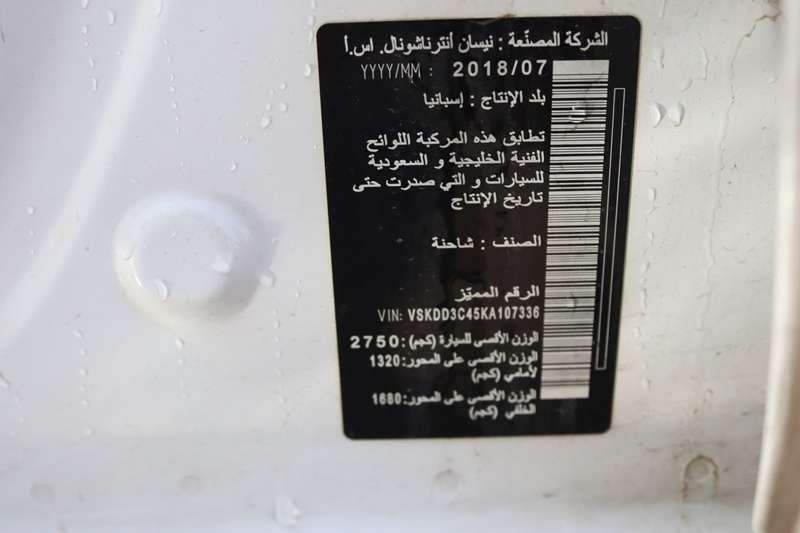 الشركة المصنّعة : نيسان أنترناشونال. اس.أ
YYYY/MM : 2018/07
بلد الإنتاج : إسبانيا
تطابق هذه المركبة اللوائح
الفنية الخليجية و السعودية
للسيارات و التي صدرت حتى
تاريخ الإنتاج
الصنف : شاحنة
الرقم المميّز
VIN: VSKDD3C45KA107336
الوزن الأقصى للسيارة (كجم): 2750
الوزن الأقصى على المحور: 1320
لأمامي (كجم)
الوزن الأقصى على المحور: 1680
الخلفي (كجم)